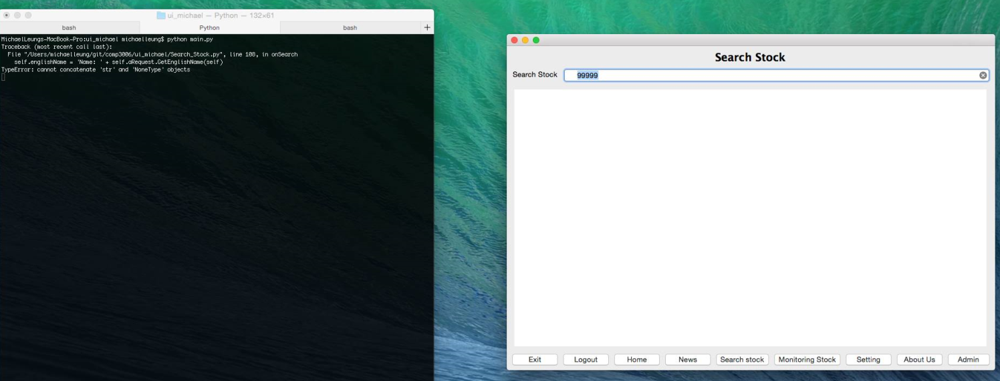 ui_michael — Python — 132×61
bash Python bash +
MichaelLeungs-MacBook-Pro:ui_michael michaelleung$ python main.py
Traceback (most recent call last):
  File "/Users/michaelleung/git/comp3006/ui_michael/Search_Stock.py", line 108, in onSearch
    self.englishName = 'Name: ' + self.aRequest.GetEnglishName(self)
TypeError: cannot concatenate 'str' and 'NoneType' objects
Search Stock
Search Stock 99999
Exit Logout Home News Search stock Monitoring Stock Setting About Us Admin